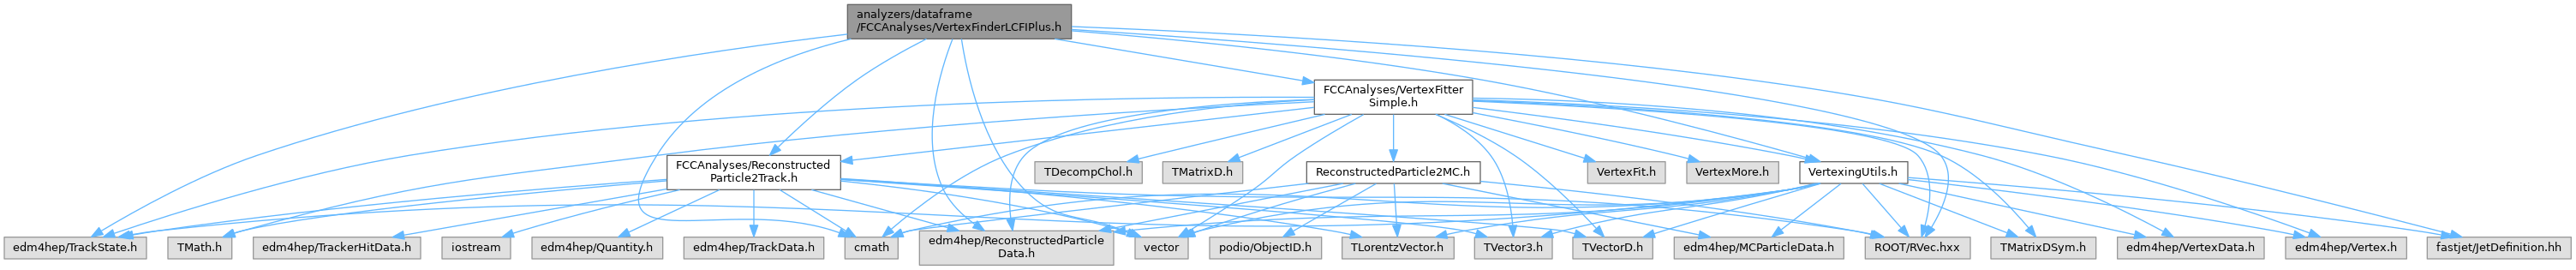 analyzers/dataframe
/FCCAnalyses/VertexFinderLCFIPlus.h
FCCAnalyses/VertexFitter
Simple.h
FCCAnalyses/Reconstructed
Particle2Track.h
TDecompChol.h
TMatrixD.h
ReconstructedParticle2MC.h
VertexFit.h
VertexMore.h
VertexingUtils.h
edm4hep/TrackState.h
TMath.h
edm4hep/TrackerHitData.h
iostream
edm4hep/Quantity.h
edm4hep/TrackData.h
cmath
edm4hep/ReconstructedParticle
Data.h
vector
podio/ObjectID.h
TLorentzVector.h
TVector3.h
TVectorD.h
edm4hep/MCParticleData.h
ROOT/RVec.hxx
TMatrixDSym.h
edm4hep/VertexData.h
edm4hep/Vertex.h
fastjet/JetDefinition.hh